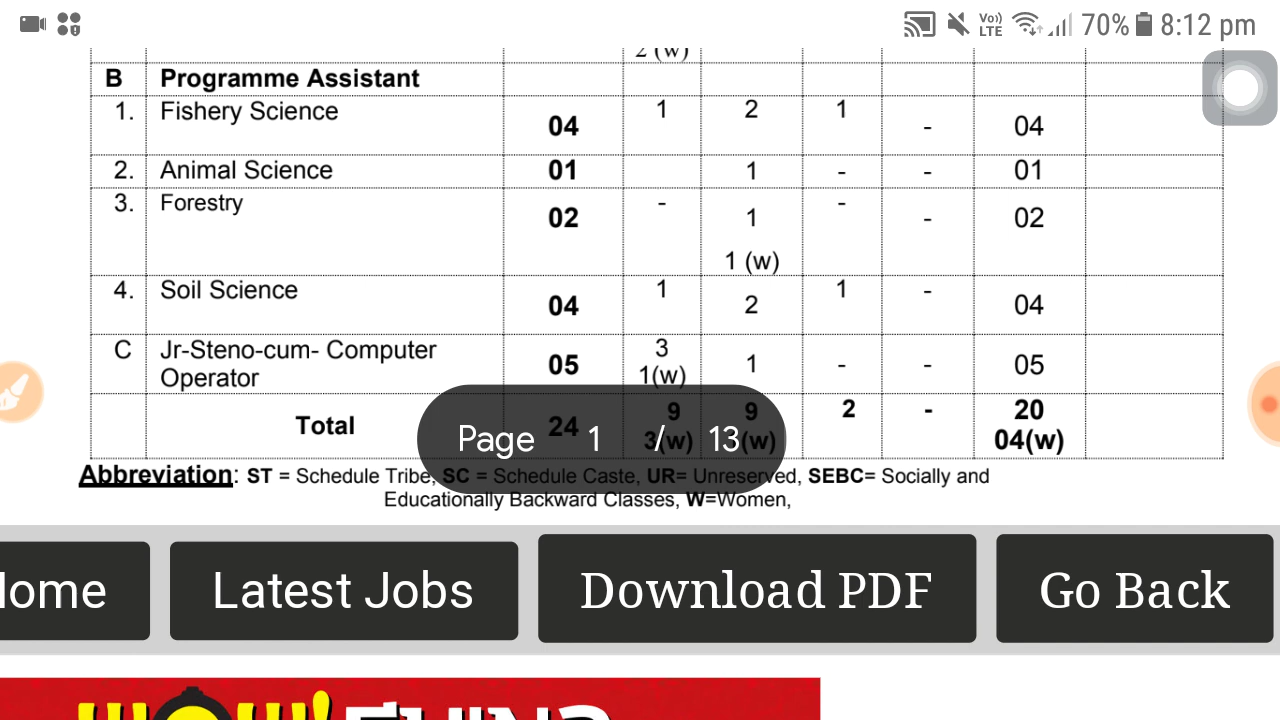 Vo))
LTE 70% 8:12 pm
2 (w)
B Programme Assistant
1. Fishery Science 04 1 2 1 - 04
2. Animal Science 01 1 - - 01
3. Forestry 02 - 1 - - 02
1 (w)
4. Soil Science 04 1 2 1 - 04
C Jr-Steno-cum- Computer 05 3 1 - - 05
Operator 1(w)
Total 24 9 9 2 - 20
3(w) (w) 04(w)
Page 1 / 13
Abbreviation: ST = Schedule Tribe, SC = Schedule Caste, UR= Unreserved, SEBC= Socially and
Educationally Backward Classes, W=Women,
ome Latest Jobs Download PDF Go Back